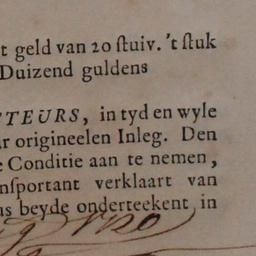 t geld van 20 ſtuiv. 't ſtuk
Duizend guldens
TEURS, in tyd en wyle
r origineelen Inleg. Den
Conditie aan te nemen,
nſportant verklaart van
us beyde onderteekent in